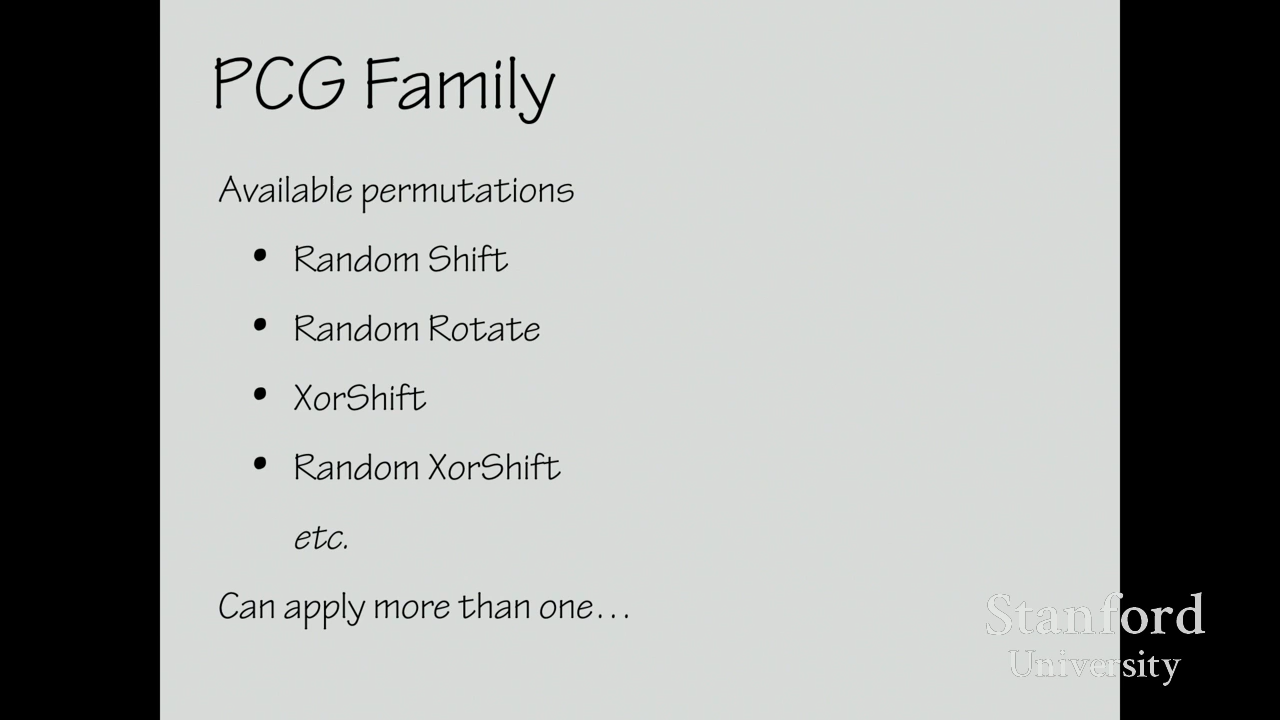 PCG Family
Available permutations
• Random Shift
• Random Rotate
• XorShift
• Random XorShift
etc.
Can apply more than one...
Stanford
University